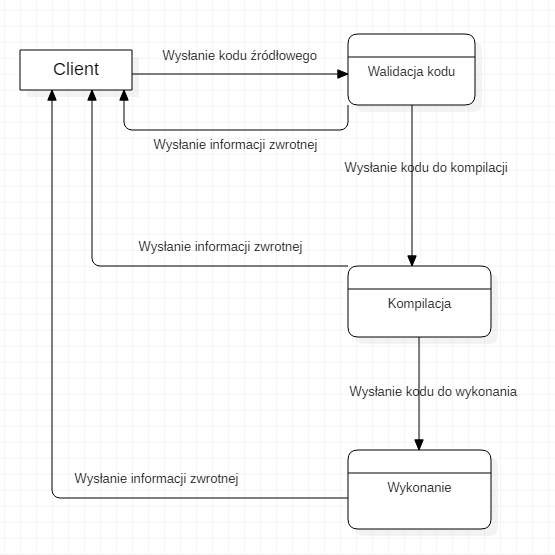 Client
Wysłanie kodu źródłowego
Walidacja kodu
Wysłanie informacji zwrotnej
Wysłanie kodu do kompilacji
Wysłanie informacji zwrotnej
Kompilacja
Wysłanie kodu do wykonania
Wysłanie informacji zwrotnej
Wykonanie